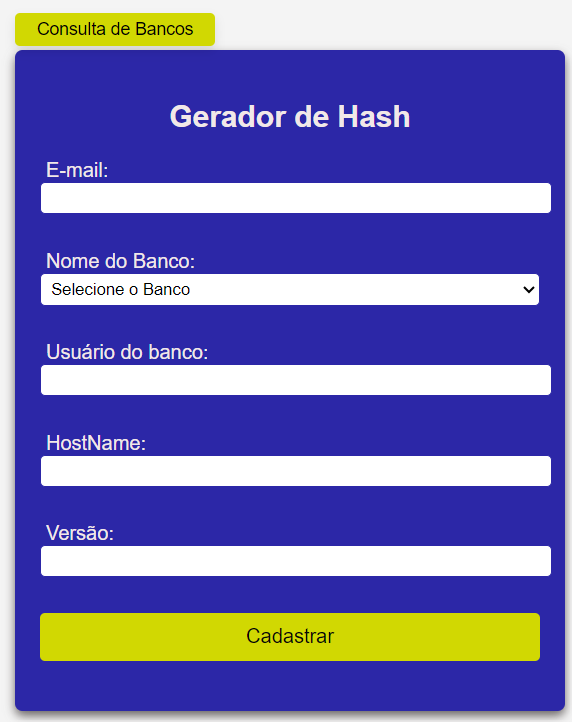 Consulta de Bancos
Gerador de Hash
E-mail:
Nome do Banco:
Selecione o Banco
Usuário do banco:
HostName:
Versão:
Cadastrar